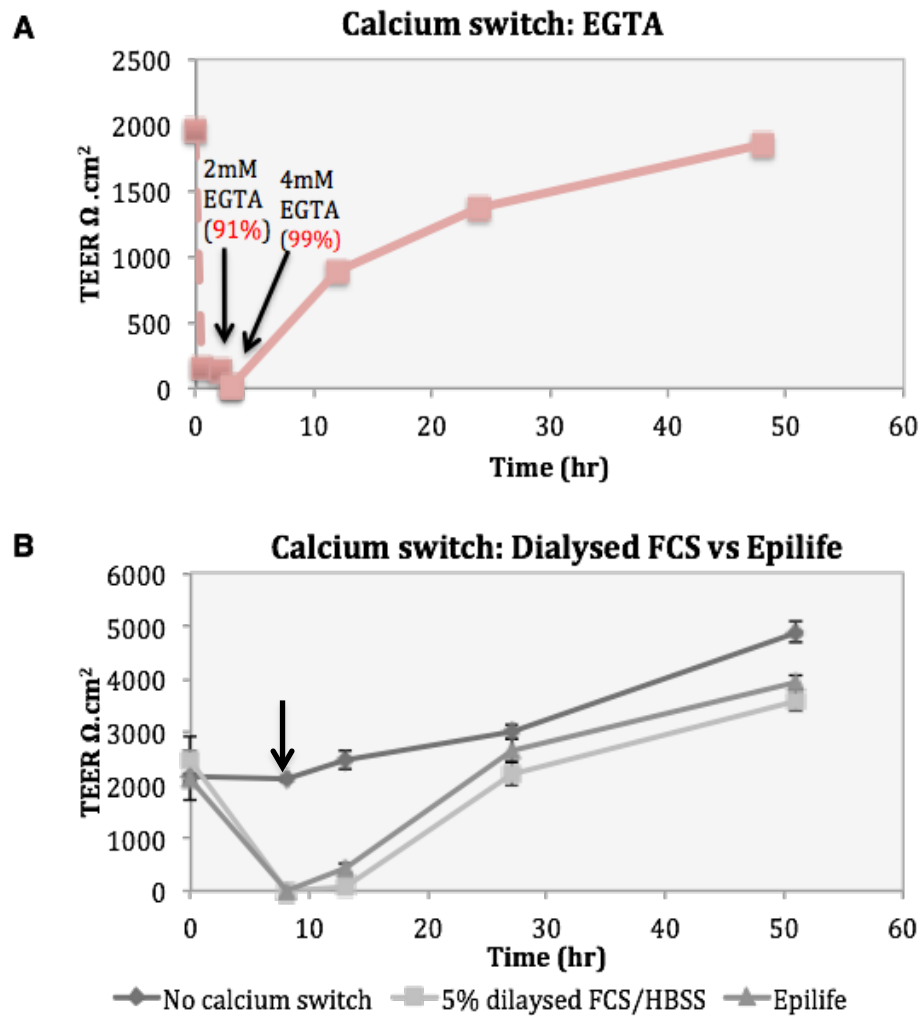 A
Calcium switch: EGTA
TEER Ω .cm²
2500
2000
1500
1000
500
0
2mM
EGTA
(91%)
4mM
EGTA
(99%)
0 10 20 30 40 50 60
Time (hr)
B
Calcium switch: Dialysed FCS vs Epilife
TEER Ω.cm²
6000
5000
4000
3000
2000
1000
0
0 10 20 30 40 50 60
Time (hr)
No calcium switch 5% dilaysed FCS/HBSS Epilife